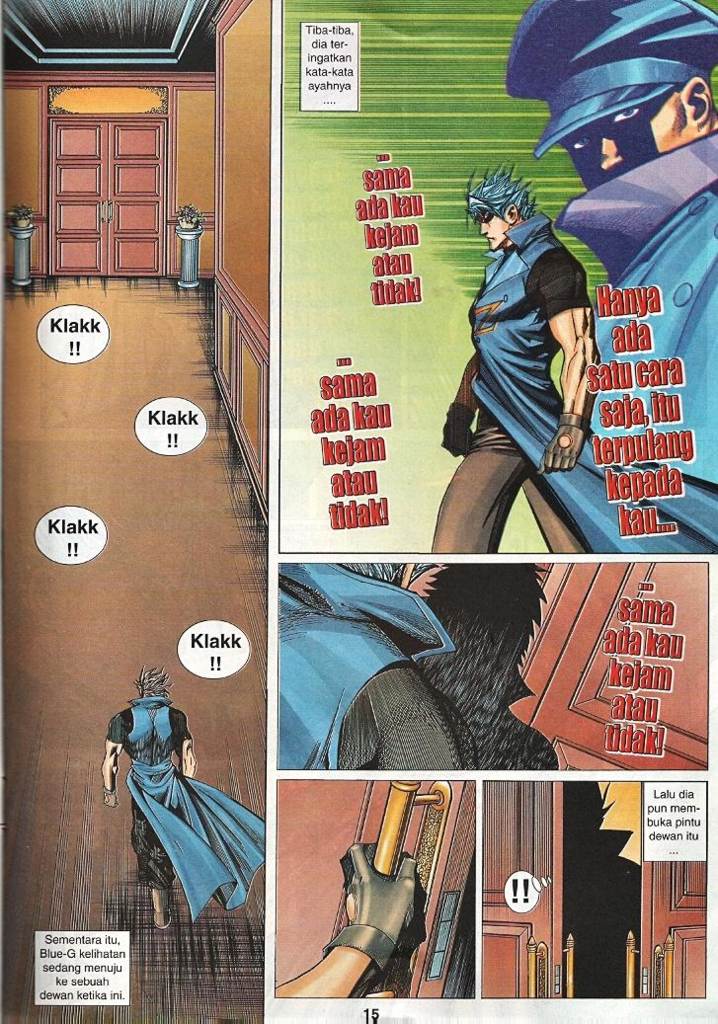 Klakk
!!
Klakk
!!
Klakk
!!
Klakk
!!
Sementara itu,
Blue-G kelihatan
sedang menuju
ke sebuah
dewan ketika ini.
Tiba-tiba,
dia ter-
ingatkan
kata-kata
ayahnya
....
Hanya
ada
satu cara
saja, itu
terpulang
kepada
kau....
...
sama
ada kau
kejam
atau
tidak!
...
sama
ada kau
kejam
atau
tidak!
...
sama
ada kau
kejam
atau
tidak!
Lalu dia
pun mem-
buka pintu
dewan itu
...
!!
15